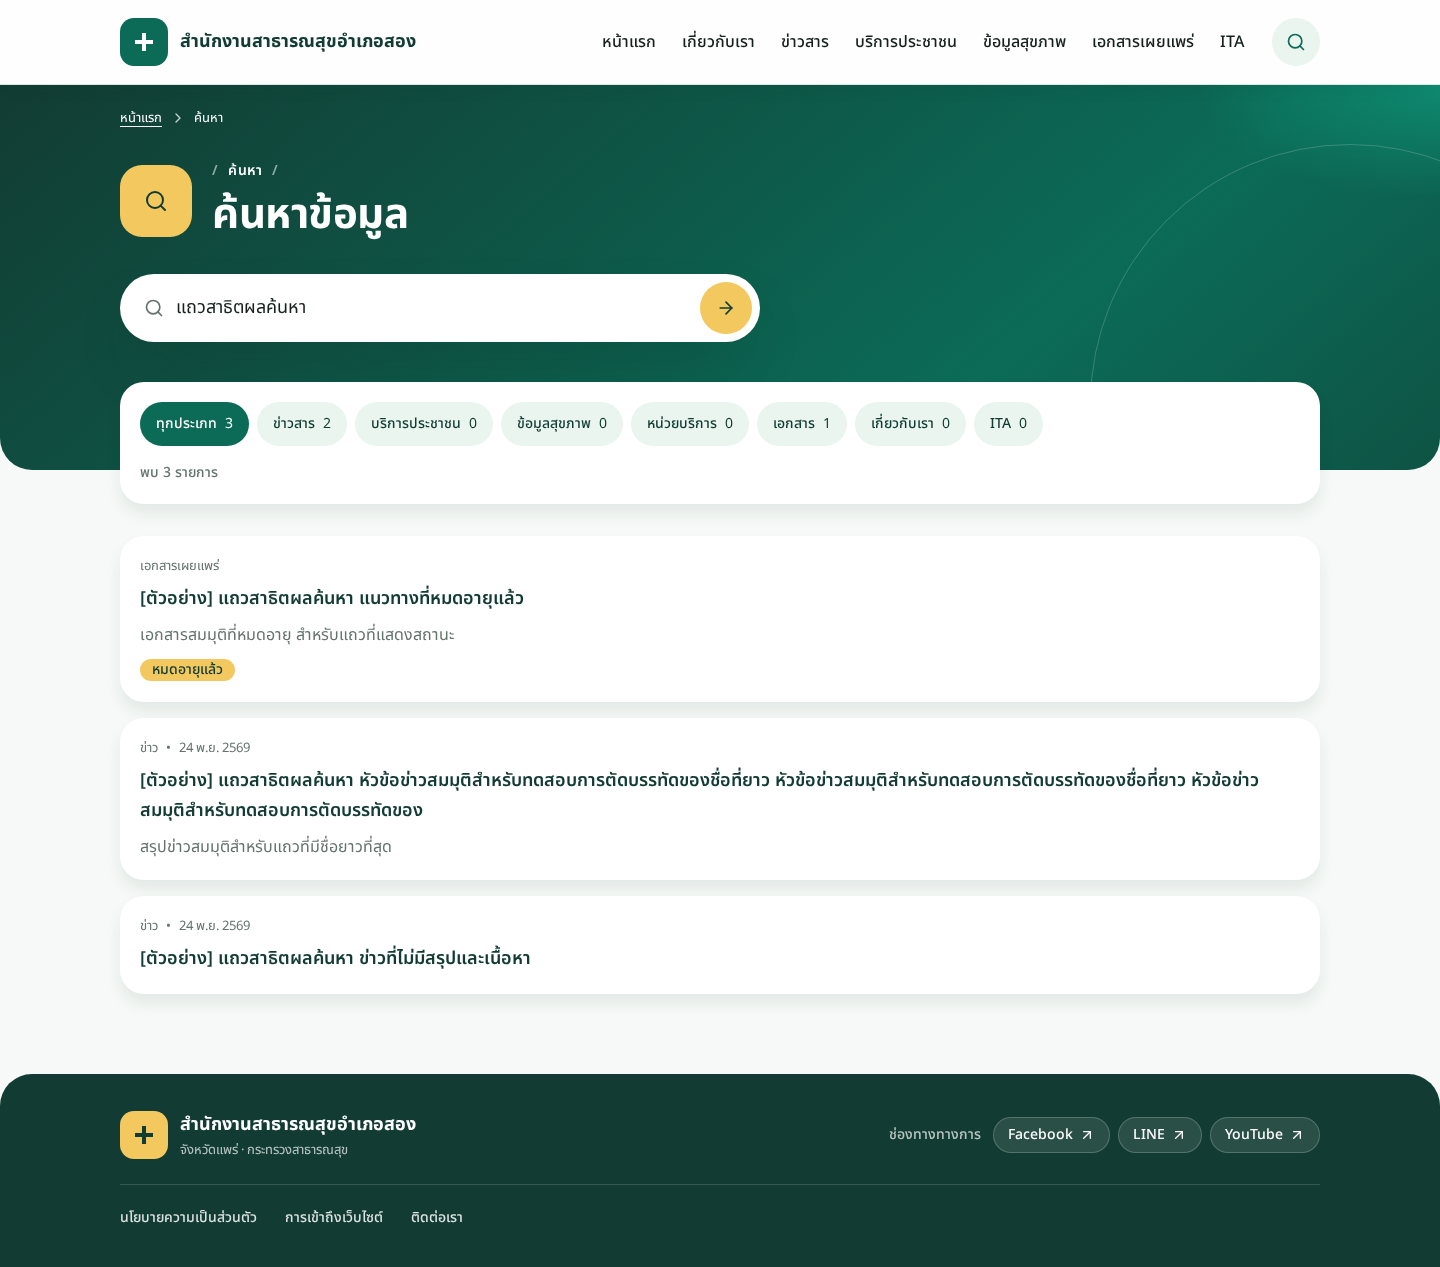 สำนักงานสาธารณสุขอำเภอสอง
หน้าแรก เกี่ยวกับเรา ข่าวสาร บริการประชาชน ข้อมูลสุขภาพ เอกสารเผยแพร่ ITA
หน้าแรก ค้นหา
/ ค้นหา /
ค้นหาข้อมูล
แถวสาธิตผลค้นหา
ทุกประเภท 3 ข่าวสาร 2 บริการประชาชน 0 ข้อมูลสุขภาพ 0 หน่วยบริการ 0 เอกสาร 1 เกี่ยวกับเรา 0 ITA 0
พบ 3 รายการ
เอกสารเผยแพร่
[ตัวอย่าง] แถวสาธิตผลค้นหา แนวทางที่หมดอายุแล้ว
เอกสารสมมุติที่หมดอายุ สำหรับแถวที่แสดงสถานะ
หมดอายุแล้ว
ข่าว • 24 พ.ย. 2569
[ตัวอย่าง] แถวสาธิตผลค้นหา หัวข้อข่าวสมมุติสำหรับทดสอบการตัดบรรทัดของชื่อที่ยาว หัวข้อข่าวสมมุติสำหรับทดสอบการตัดบรรทัดของชื่อที่ยาว หัวข้อข่าว
สมมุติสำหรับทดสอบการตัดบรรทัดของ
สรุปข่าวสมมุติสำหรับแถวที่มีชื่อยาวที่สุด
ข่าว • 24 พ.ย. 2569
[ตัวอย่าง] แถวสาธิตผลค้นหา ข่าวที่ไม่มีสรุปและเนื้อหา
สำนักงานสาธารณสุขอำเภอสอง
จังหวัดแพร่ · กระทรวงสาธารณสุข
ช่องทางทางการ Facebook LINE YouTube
นโยบายความเป็นส่วนตัว การเข้าถึงเว็บไซต์ ติดต่อเรา